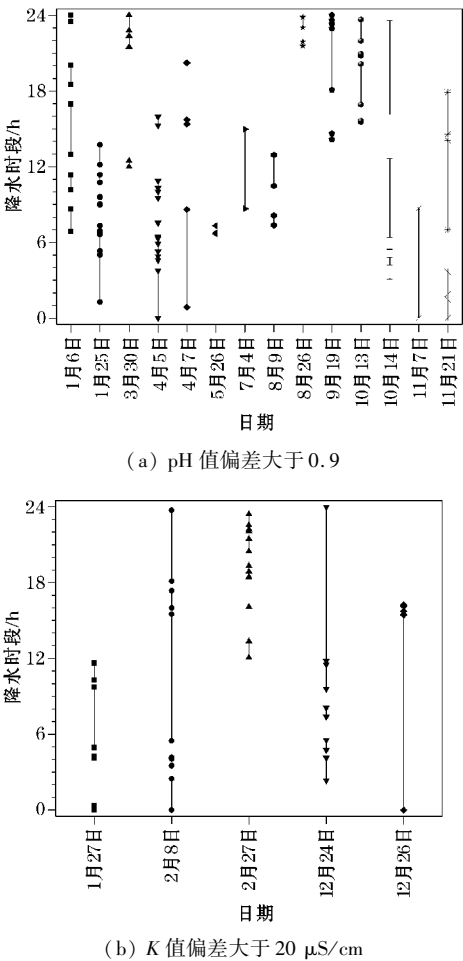 24
18
12
6
0
降水时段/h
1月6日
1月25日
3月30日
4月5日
4月7日
5月26日
7月4日
8月9日
8月26日
9月19日
10月13日
10月14日
11月7日
11月21日
日期
(a) pH 值偏差大于 0.9
24
18
12
6
0
降水时段/h
1月27日
2月8日
2月27日
12月24日
12月26日
日期
(b) K 值偏差大于 20 μS/cm